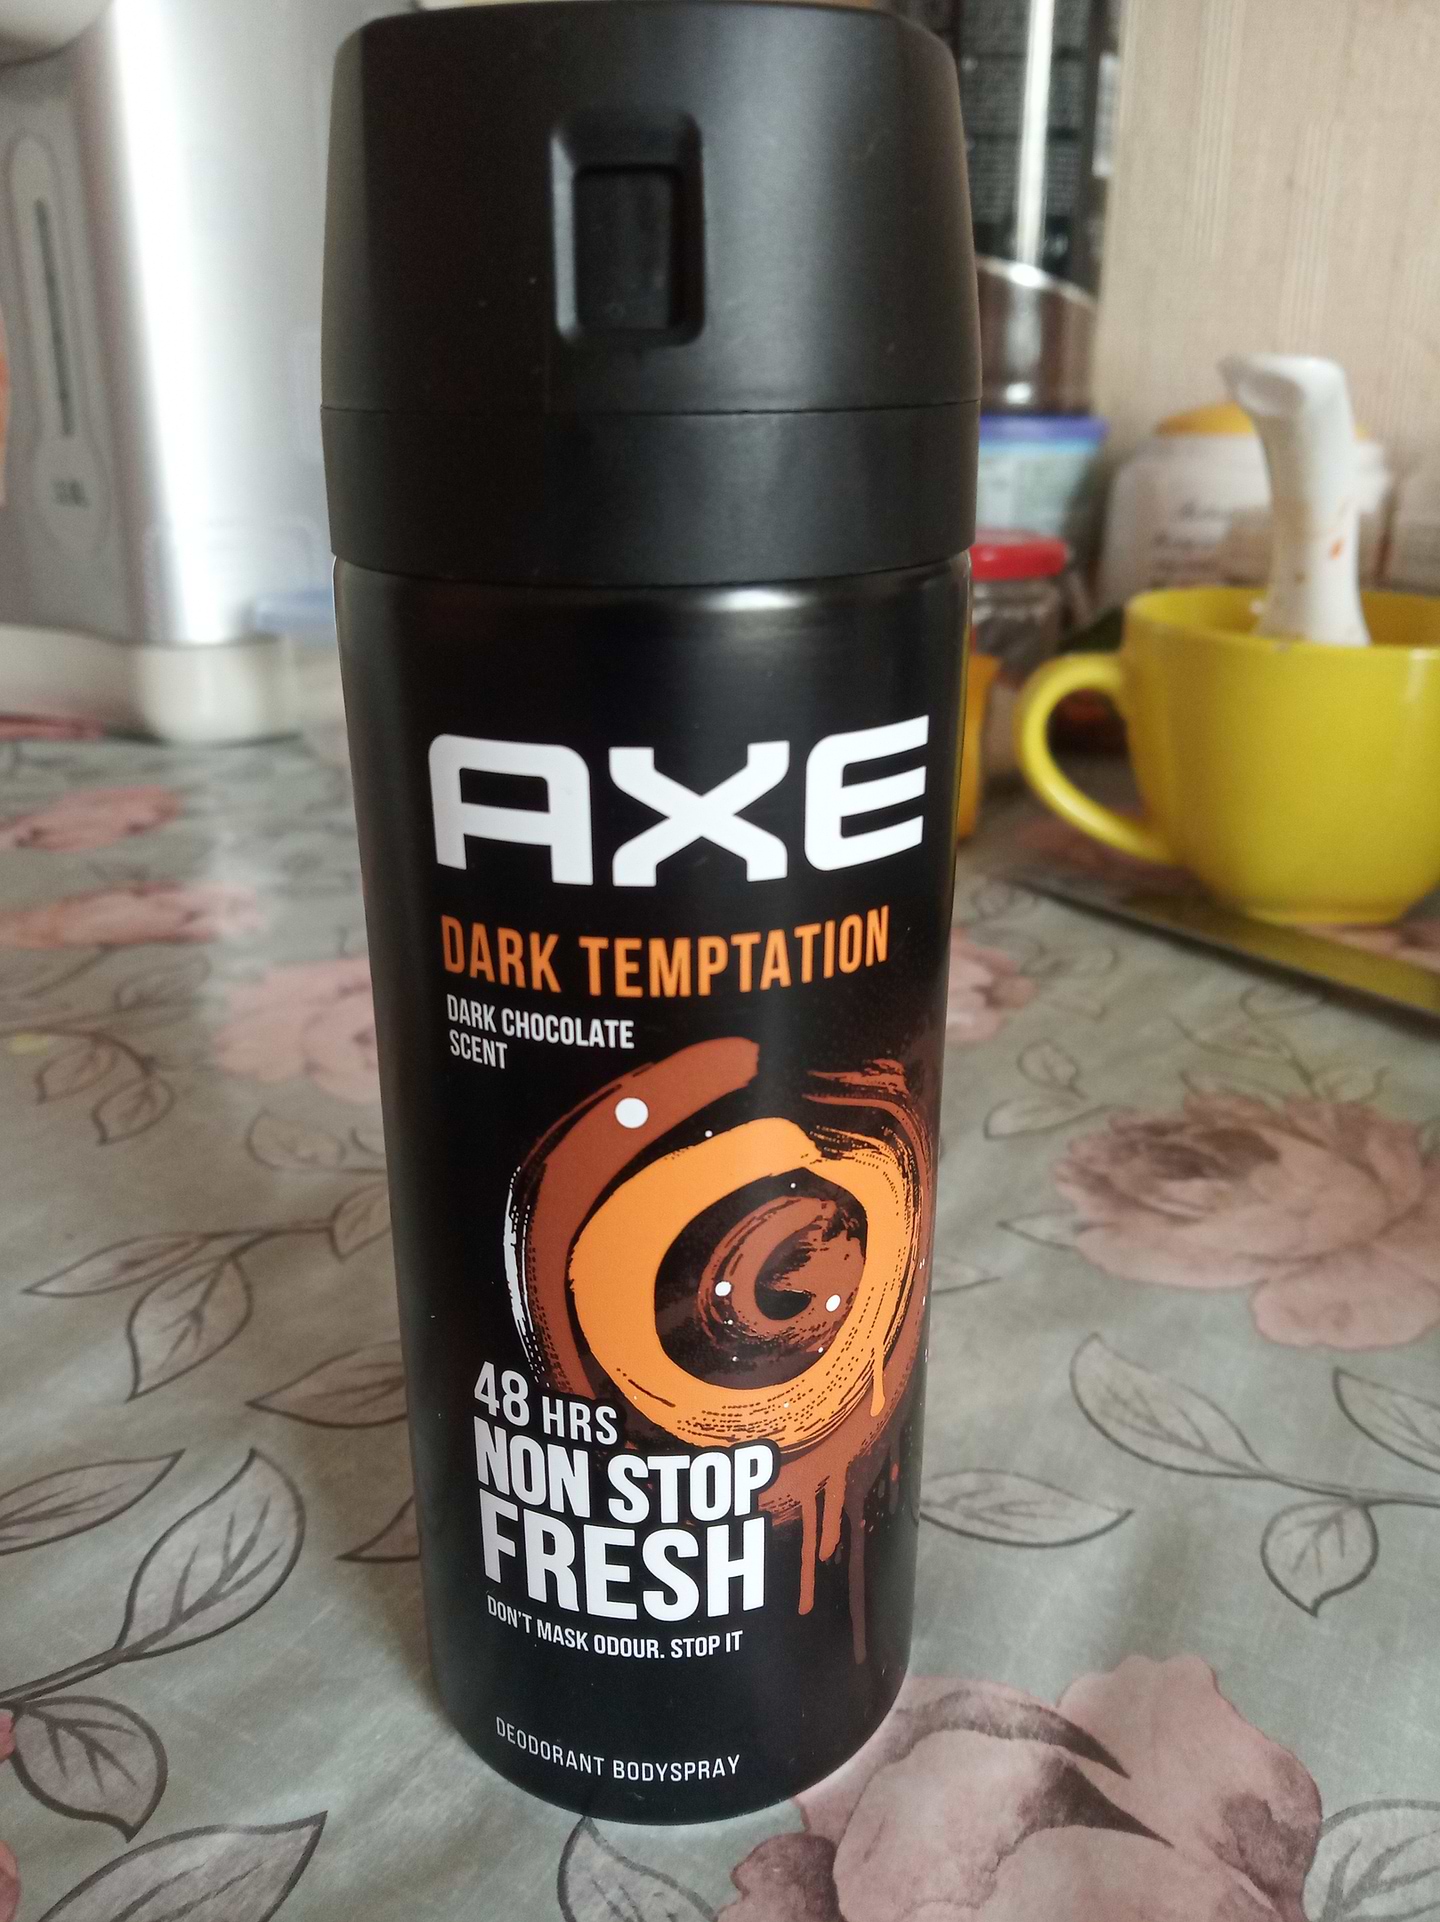 AXE
DARK TEMPTATION
DARK CHOCOLATE
SCENT
48 HRS
NON STOP
FRESH
DON'T MASK ODOUR. STOP IT
DEODORANT BODYSPRAY